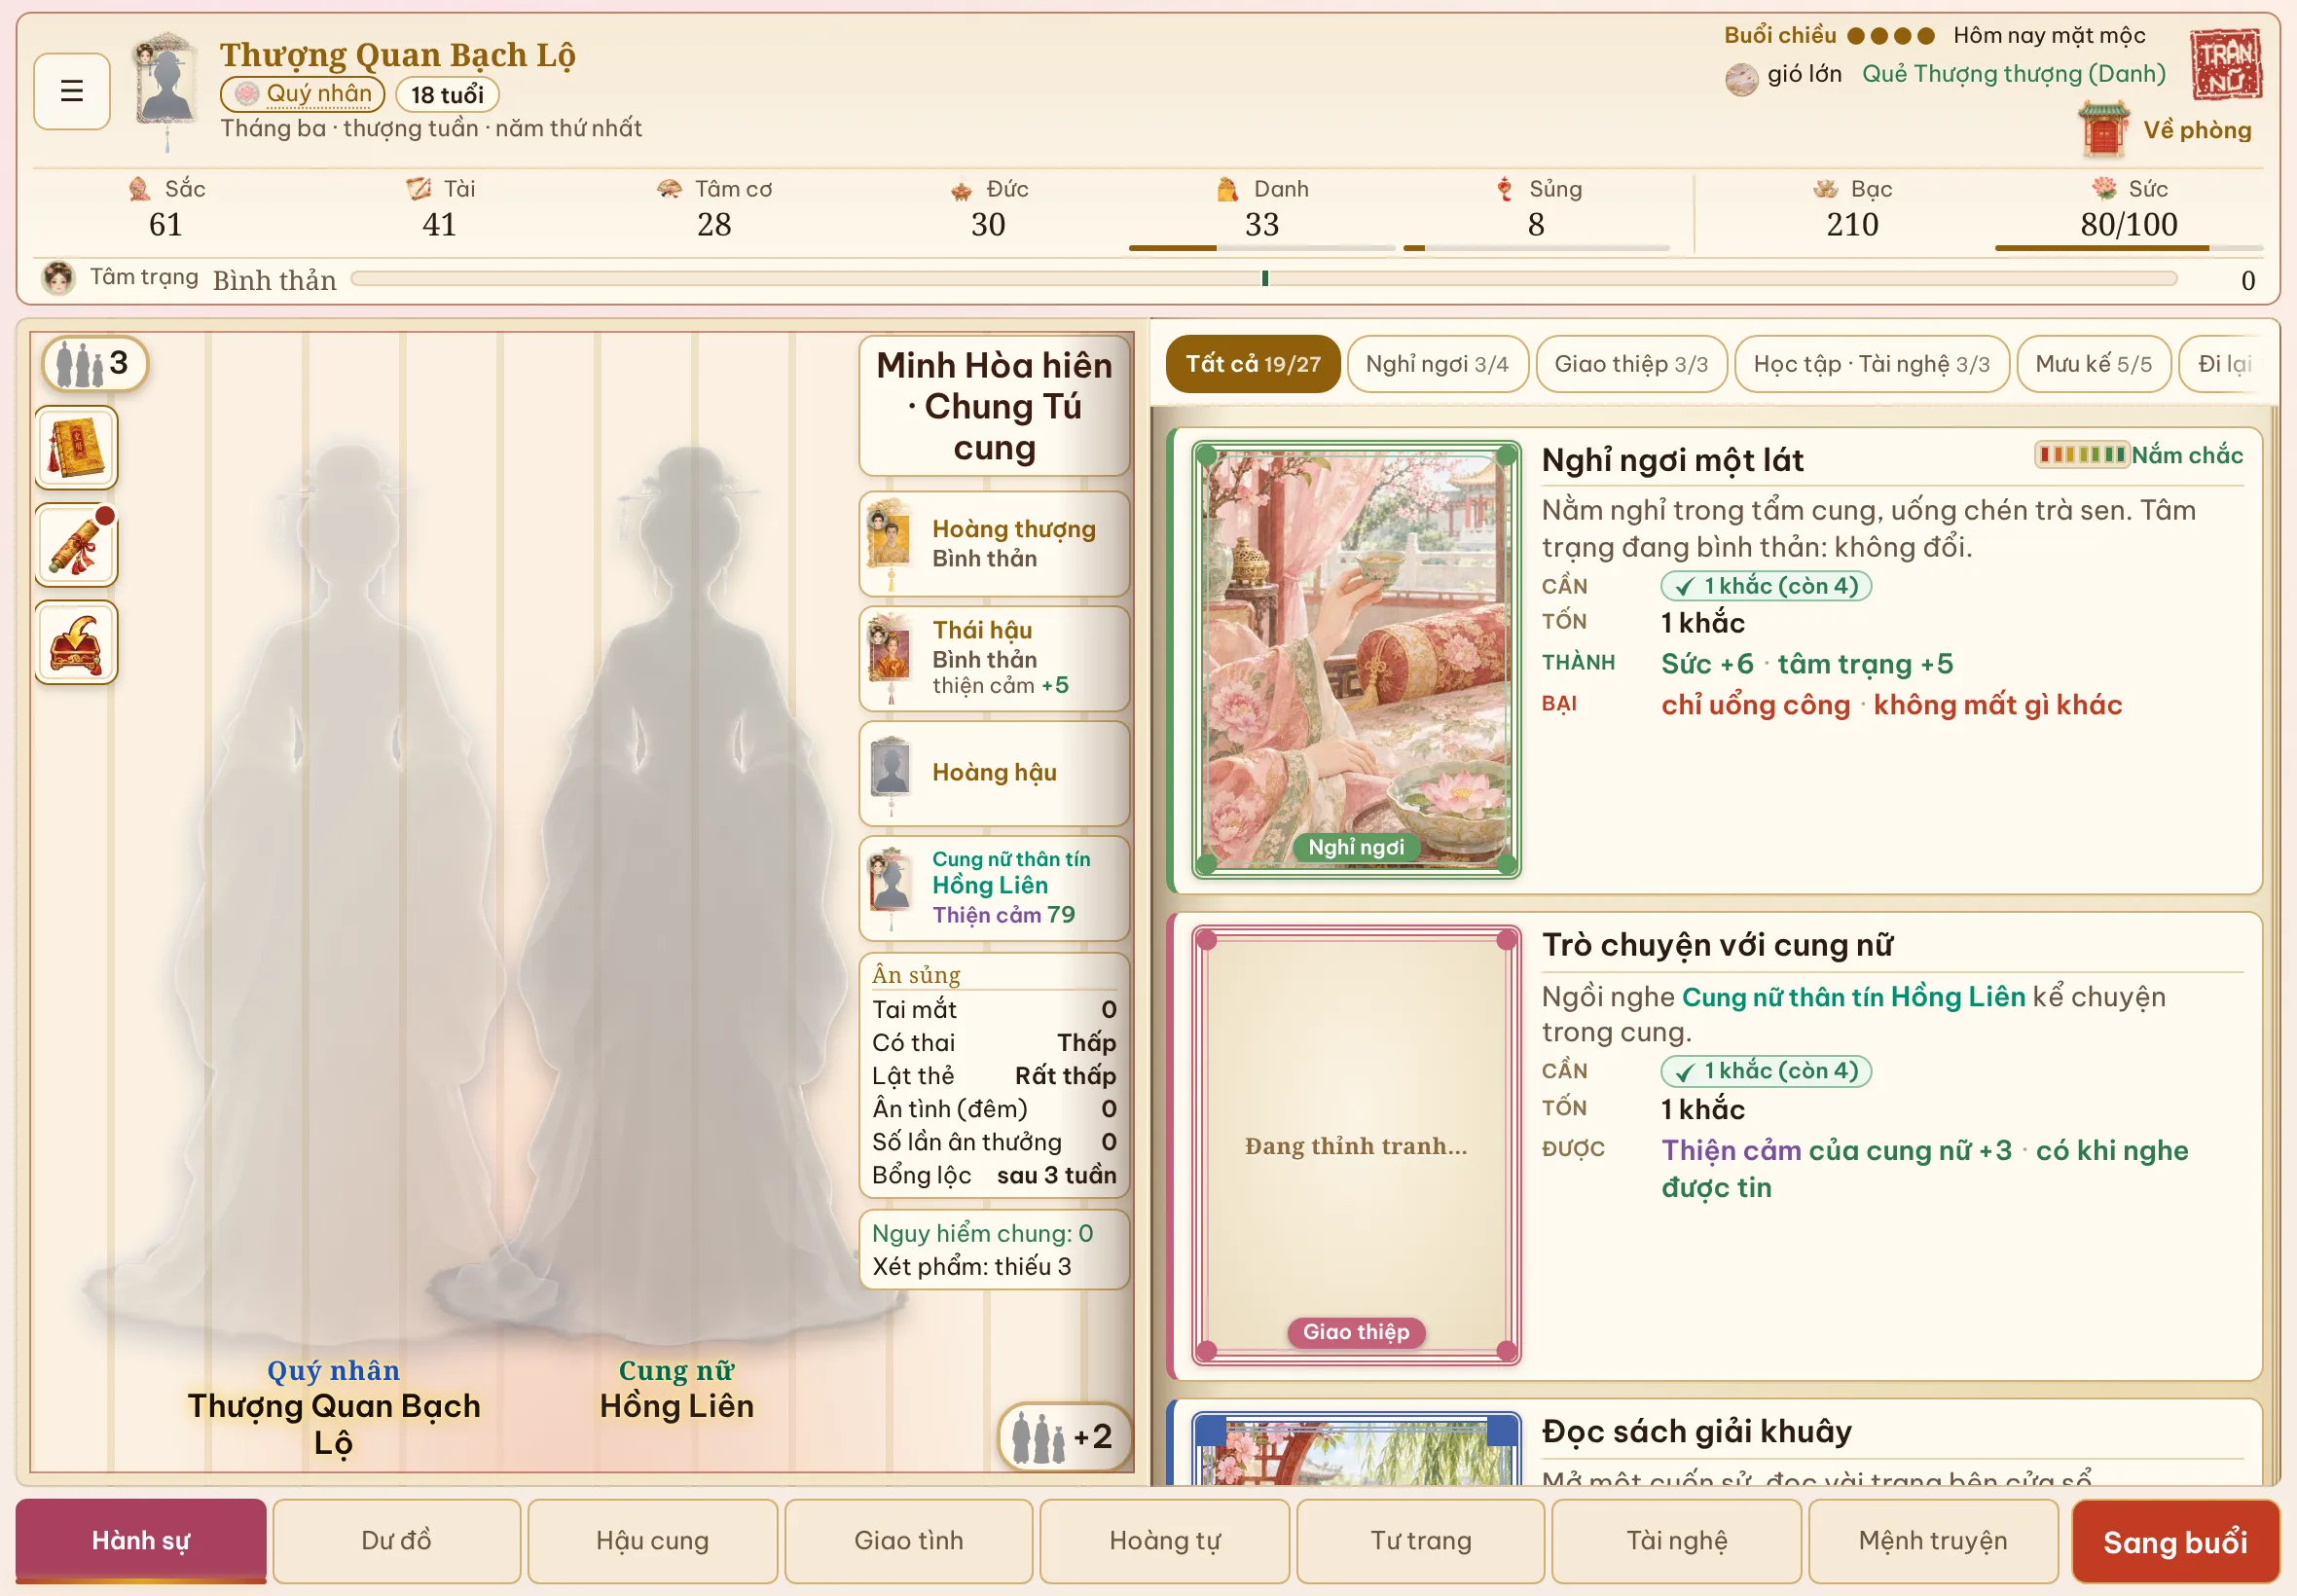 ☰
Thượng Quan Bạch Lộ
Quý nhân
18 tuổi
Tháng ba · thượng tuần · năm thứ nhất
Buổi chiều
Hôm nay mặt mộc
gió lớn
Quẻ Thượng thượng (Danh)
TRÂN NỮ
Về phòng
Sắc
61
Tài
41
Tâm cơ
28
Đức
30
Danh
33
Sủng
8
Bạc
210
Sức
80/100
Tâm trạng Bình thản
0
3
Minh Hòa hiên
· Chung Tú
cung
Hoàng thượng
Bình thản
Thái hậu
Bình thản
thiện cảm +5
Hoàng hậu
Cung nữ thân tín
Hồng Liên
Thiện cảm 79
Ân sủng
Tai mắt 0
Có thai Thấp
Lật thẻ Rất thấp
Ân tình (đêm) 0
Số lần ân thưởng 0
Bổng lộc sau 3 tuần
Nguy hiểm chung: 0
Xét phẩm: thiếu 3
Quý nhân
Thượng Quan Bạch
Lộ
Cung nữ
Hồng Liên
+2
Tất cả 19/27
Nghỉ ngơi 3/4
Giao thiệp 3/3
Học tập · Tài nghệ 3/3
Mưu kế 5/5
Đi lại
Nghỉ ngơi một lát
Nắm chắc
Nằm nghỉ trong tẩm cung, uống chén trà sen. Tâm
trạng đang bình thản: không đổi.
CẦN ✓ 1 khắc (còn 4)
TỐN 1 khắc
THÀNH Sức +6 · tâm trạng +5
BẠI chỉ uổng công · không mất gì khác
Nghỉ ngơi
Trò chuyện với cung nữ
Ngồi nghe Cung nữ thân tín Hồng Liên kể chuyện
trong cung.
CẦN ✓ 1 khắc (còn 4)
TỐN 1 khắc
ĐƯỢC Thiện cảm của cung nữ +3 · có khi nghe
được tin
Đang thỉnh tranh...
Giao thiệp
Đọc sách giải khuây
Mở một cuốn sử, đọc vài trang bên cửa sổ.
Hành sự
Dư đồ
Hậu cung
Giao tình
Hoàng tự
Tư trang
Tài nghệ
Mệnh truyện
Sang buổi